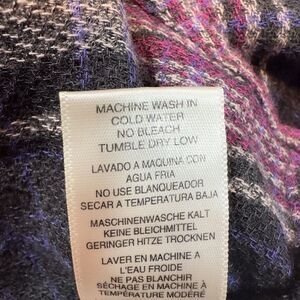 MACHINE WASH IN
COLD WATER
NO BLEACH
TUMBLE DRY LOW
LAVADO A MAQUINA CON
AGUA FRIA
NO USE BLANQUEADOR
SECAR A TEMPERATURA BAJA
MASCHINENWASCHE KALT
KEINE BLEICHMITTEL
GERINGER HITZE TROCKNEN
LAVER EN MACHINE A
L'EAU FROIDE
NE PAS BLANCHIR
SÉCHAGE EN MACHINE À
TEMPÉRATURE MODÉRÉ